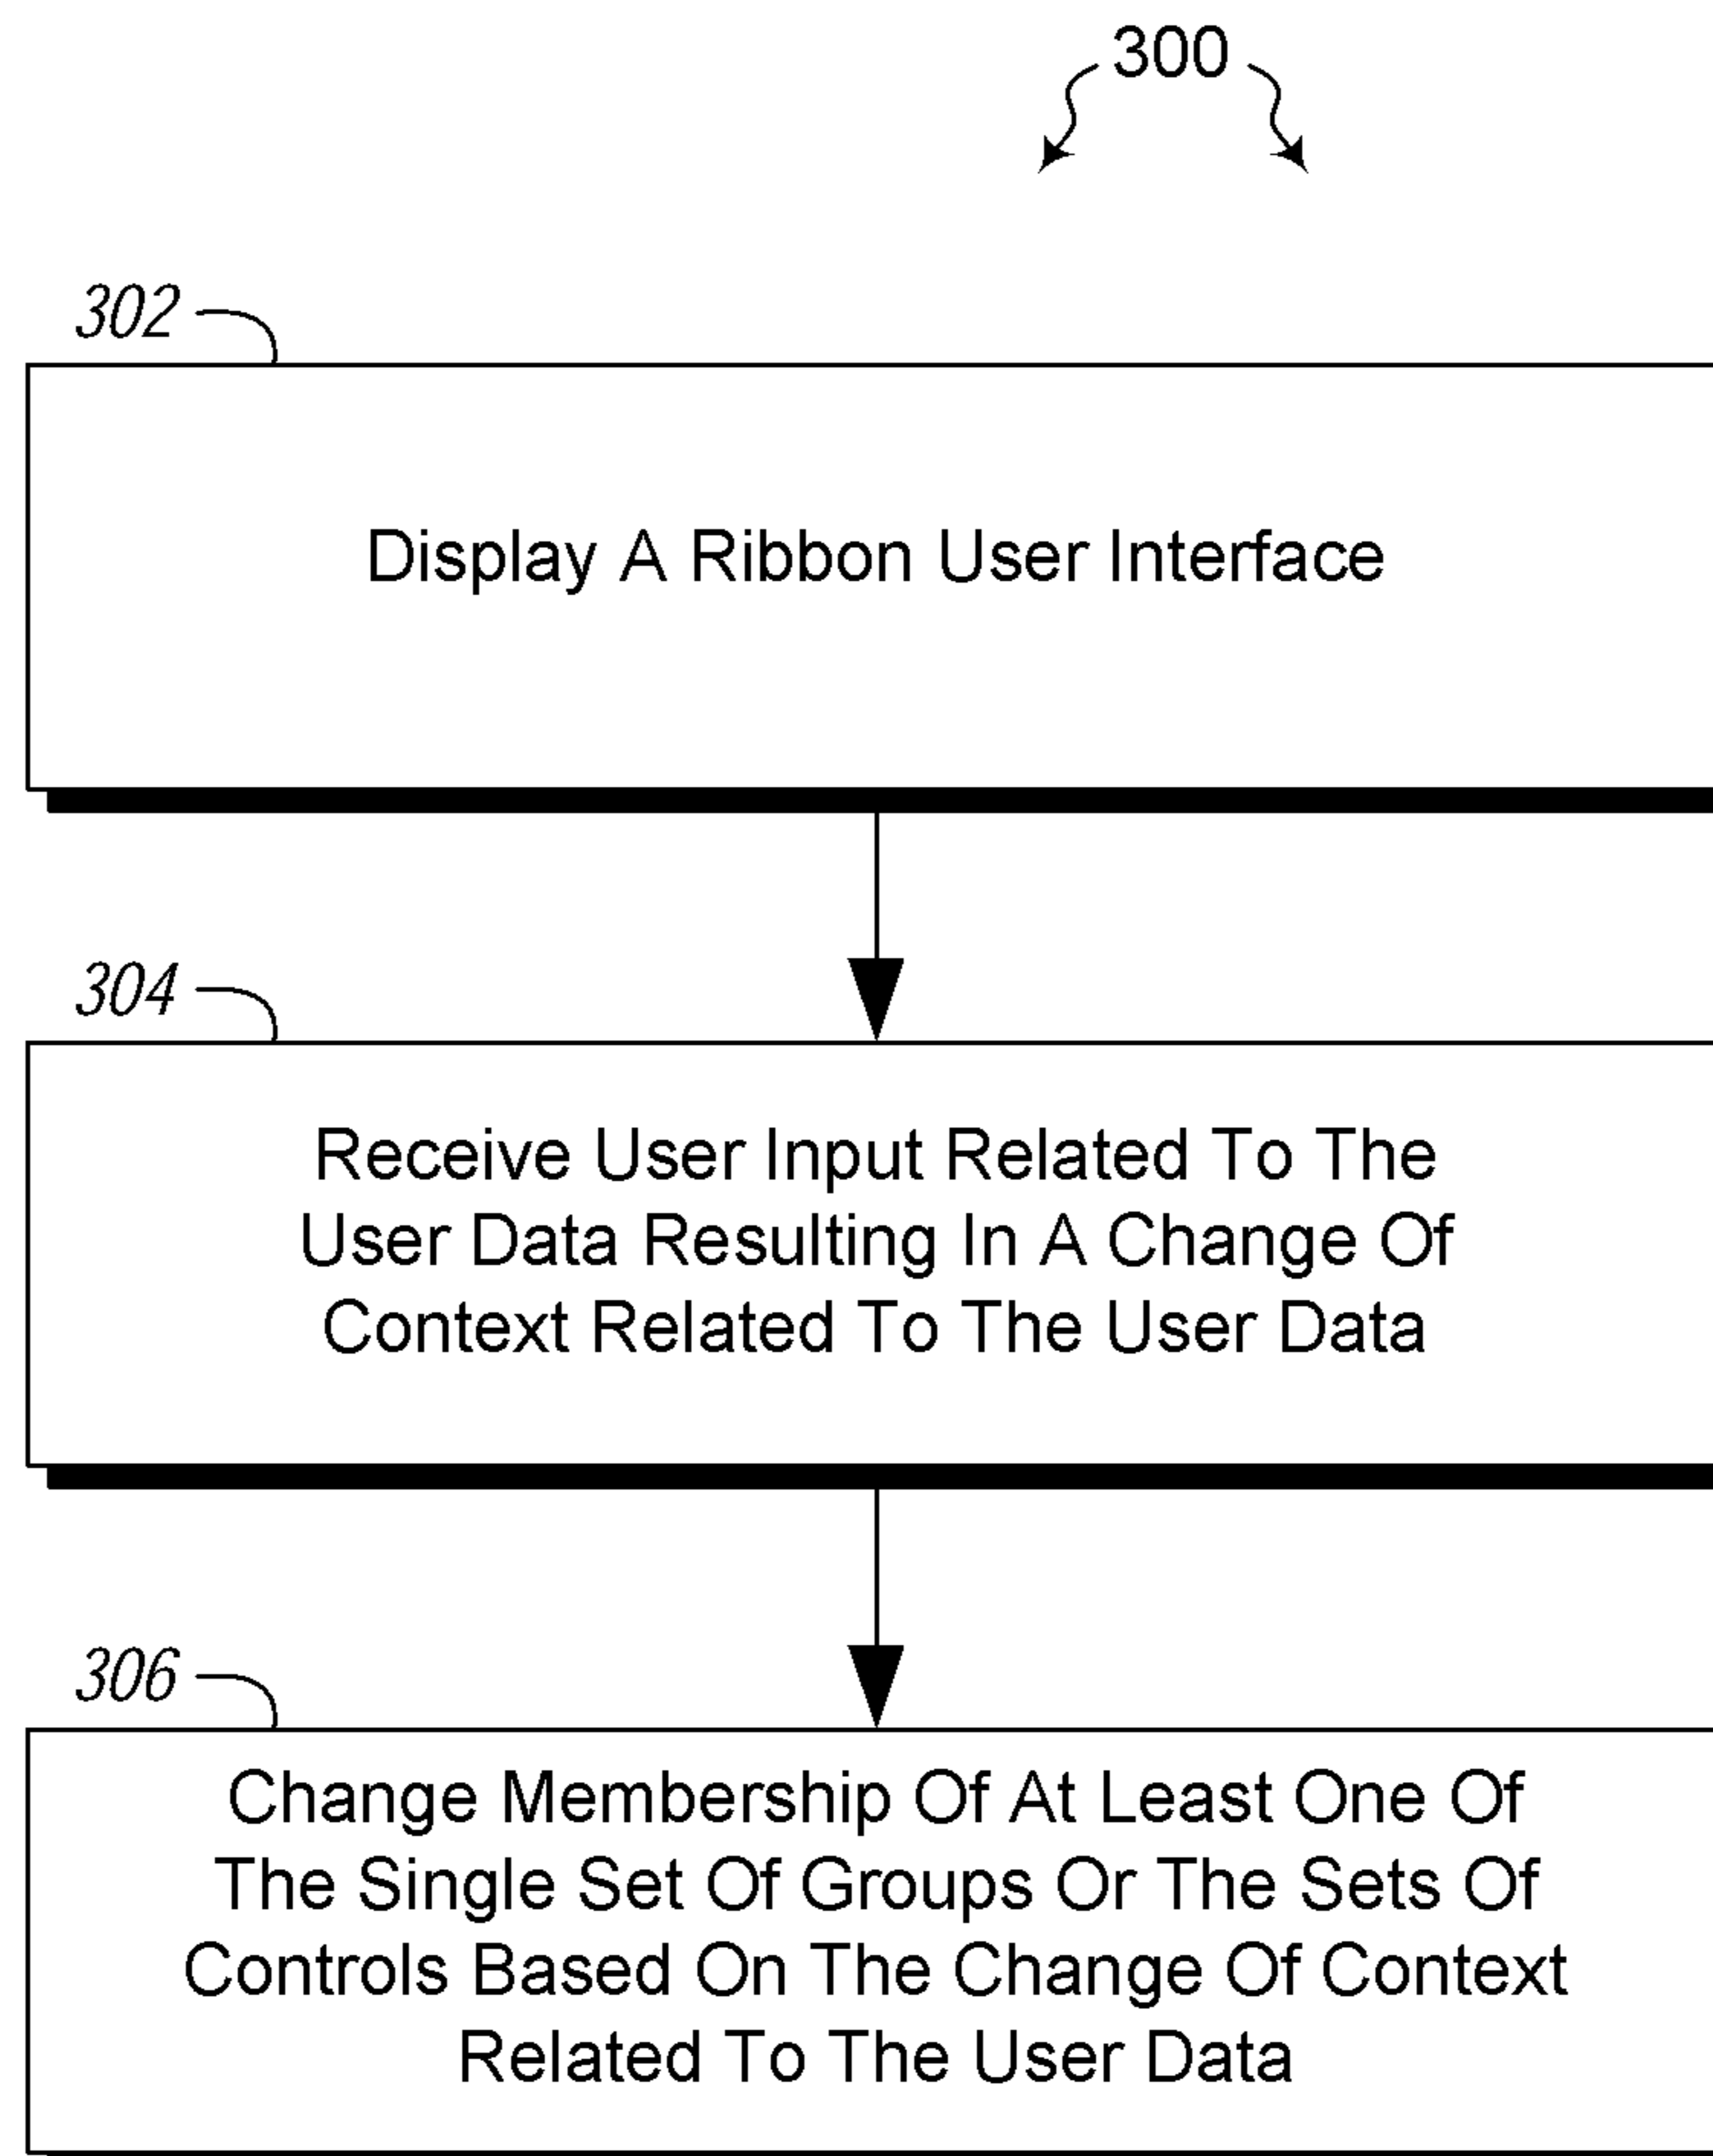 300
302
Display A Ribbon User Interface
304
Receive User Input Related To The
User Data Resulting In A Change Of
Context Related To The User Data
306
Change Membership Of At Least One Of
The Single Set Of Groups Or The Sets Of
Controls Based On The Change Of Context
Related To The User Data